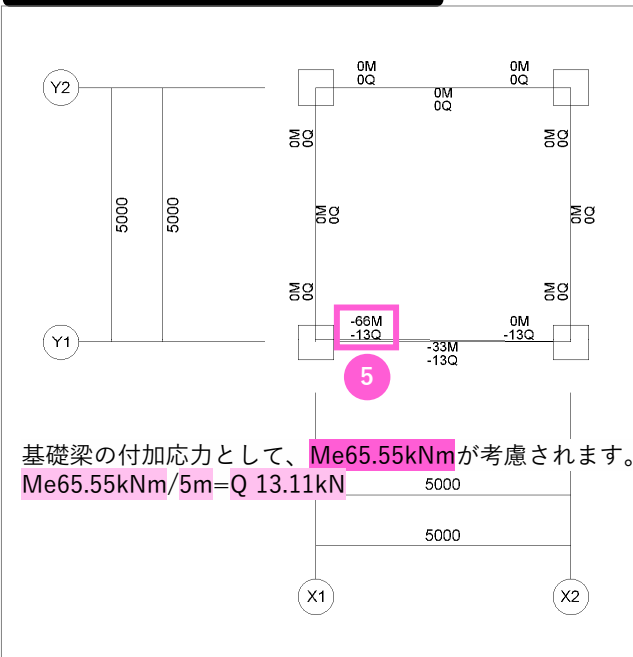 0M 0M
0Q 0Q
Y2
0M
0Q
0M 0Q 0M 0Q
5000 5000
0M 0Q 0M 0Q
0M 0Q 0M 0Q
-66M 0M
-13Q -13Q
Y1
-33M
-13Q
5
基礎梁の付加応力として、Me65.55kNmが考慮されます。
Me65.55kNm/5m=Q 13.11kN
5000
5000
X1 X2